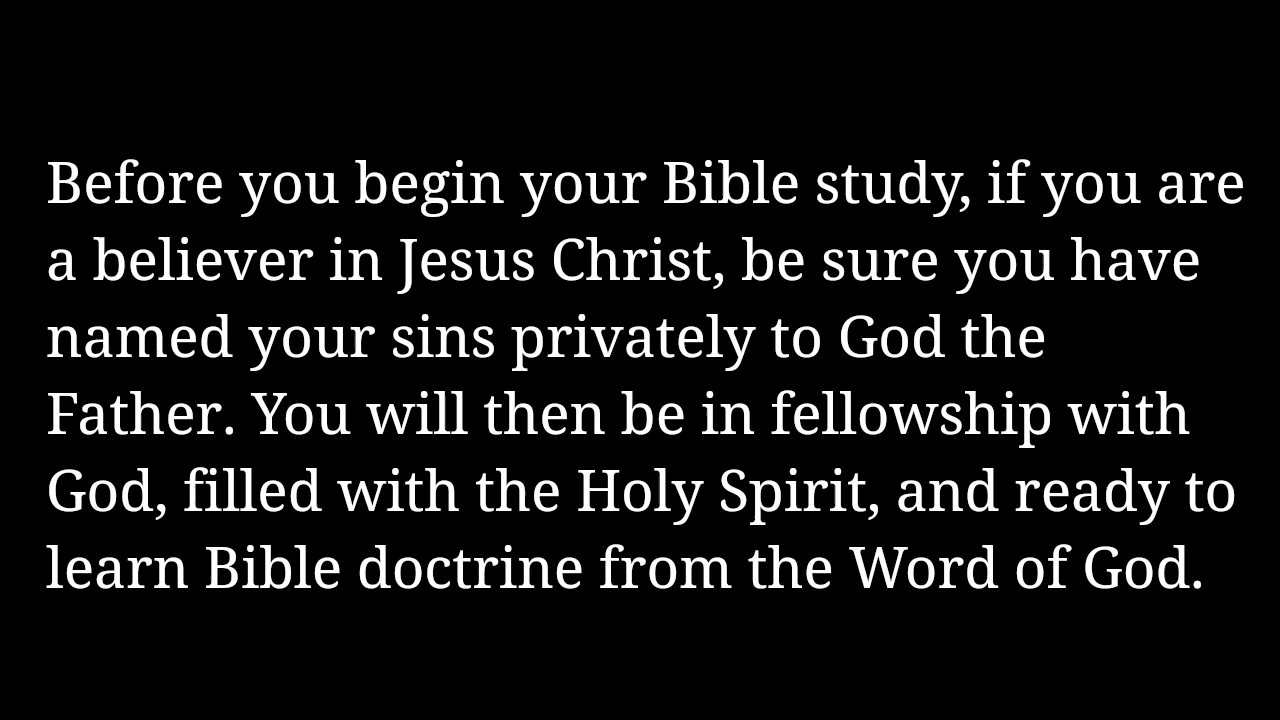 Before you begin your Bible study, if you are
a believer in Jesus Christ, be sure you have
named your sins privately to God the
Father. You will then be in fellowship with
God, filled with the Holy Spirit, and ready to
learn Bible doctrine from the Word of God.